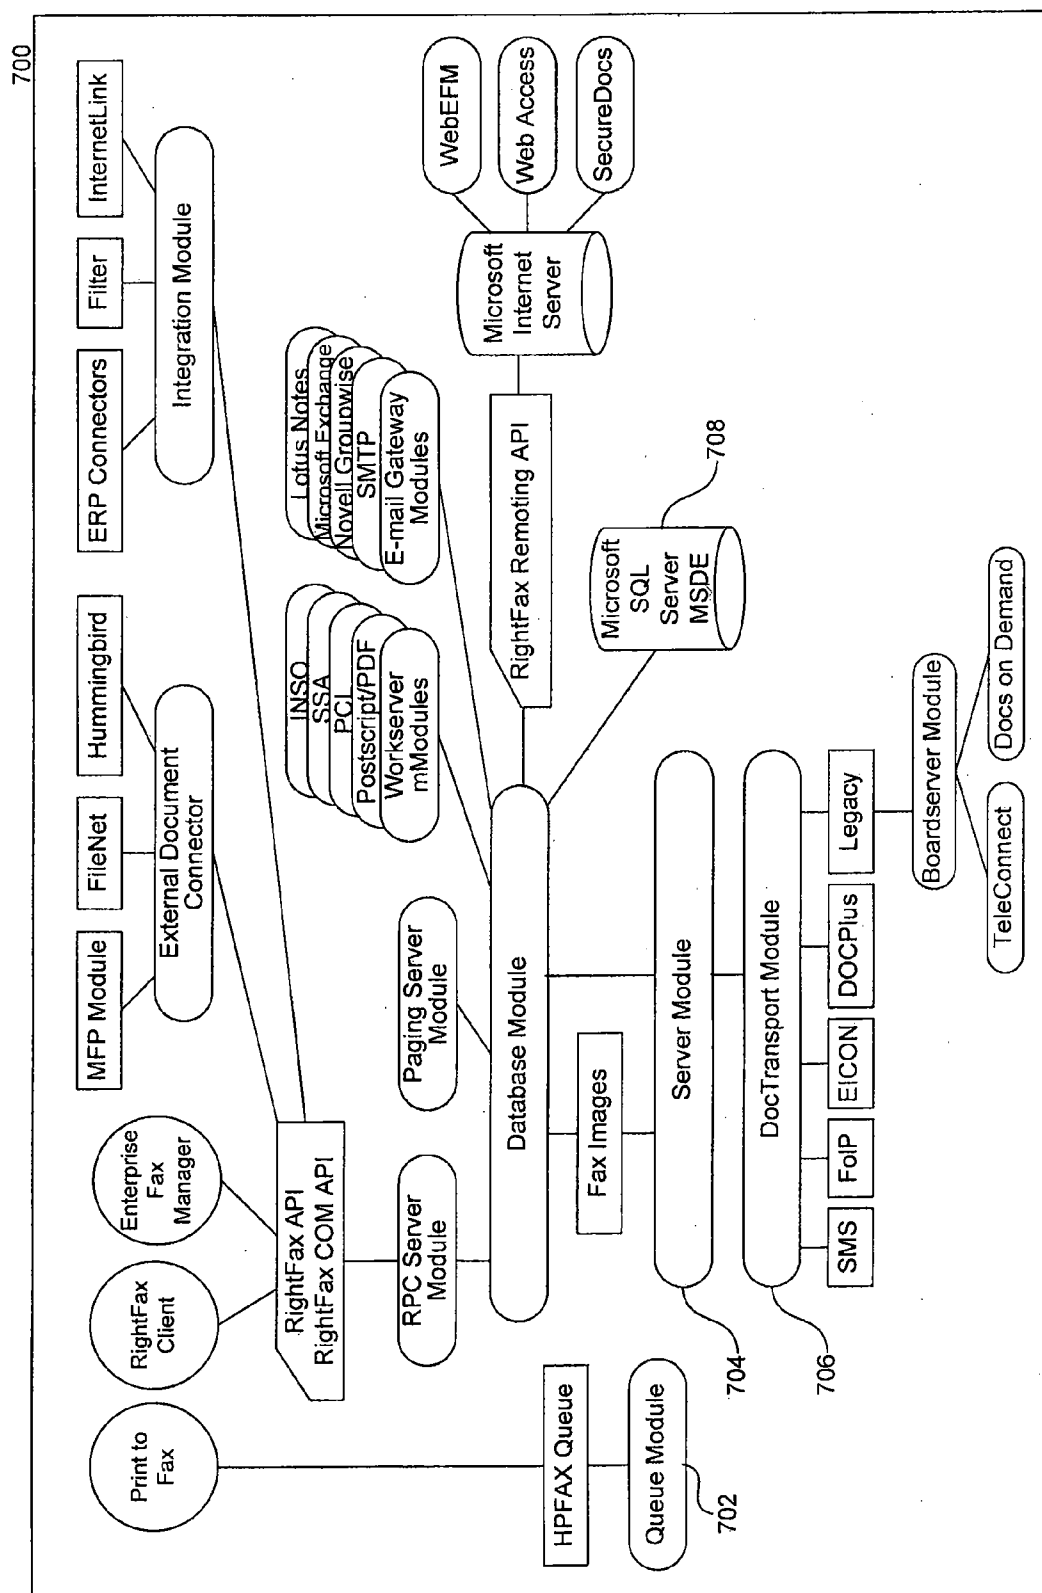 700
MFP Module
FileNet
Hummingbird
ERP Connectors
Filter
InternetLink
External Document
Connector
Integration Module
Print to
Fax
RightFax
Client
Enterprise
Fax
Manager
RightFax API
RightFax COM API
INSO
SSA
PCL
Postscript/PDF
Workserver
mModules
Lotus Notes
Microsoft Exchange
Novell Groupwise
SMTP
E-mail Gateway
Modules
RPC Server
Module
Paging Server
Module
WebEFM
Web Access
SecureDocs
Microsoft
Internet
Server
Database Module
RightFax Remoting API
HPFAX Queue
Fax Images
Microsoft
SQL
Server
MSDE
708
Queue Module
702
Server Module
704
DocTransport Module
706
SMS
FoIP
EICON
DOCPlus
Legacy
Boardserver Module
TeleConnect
Docs on Demand